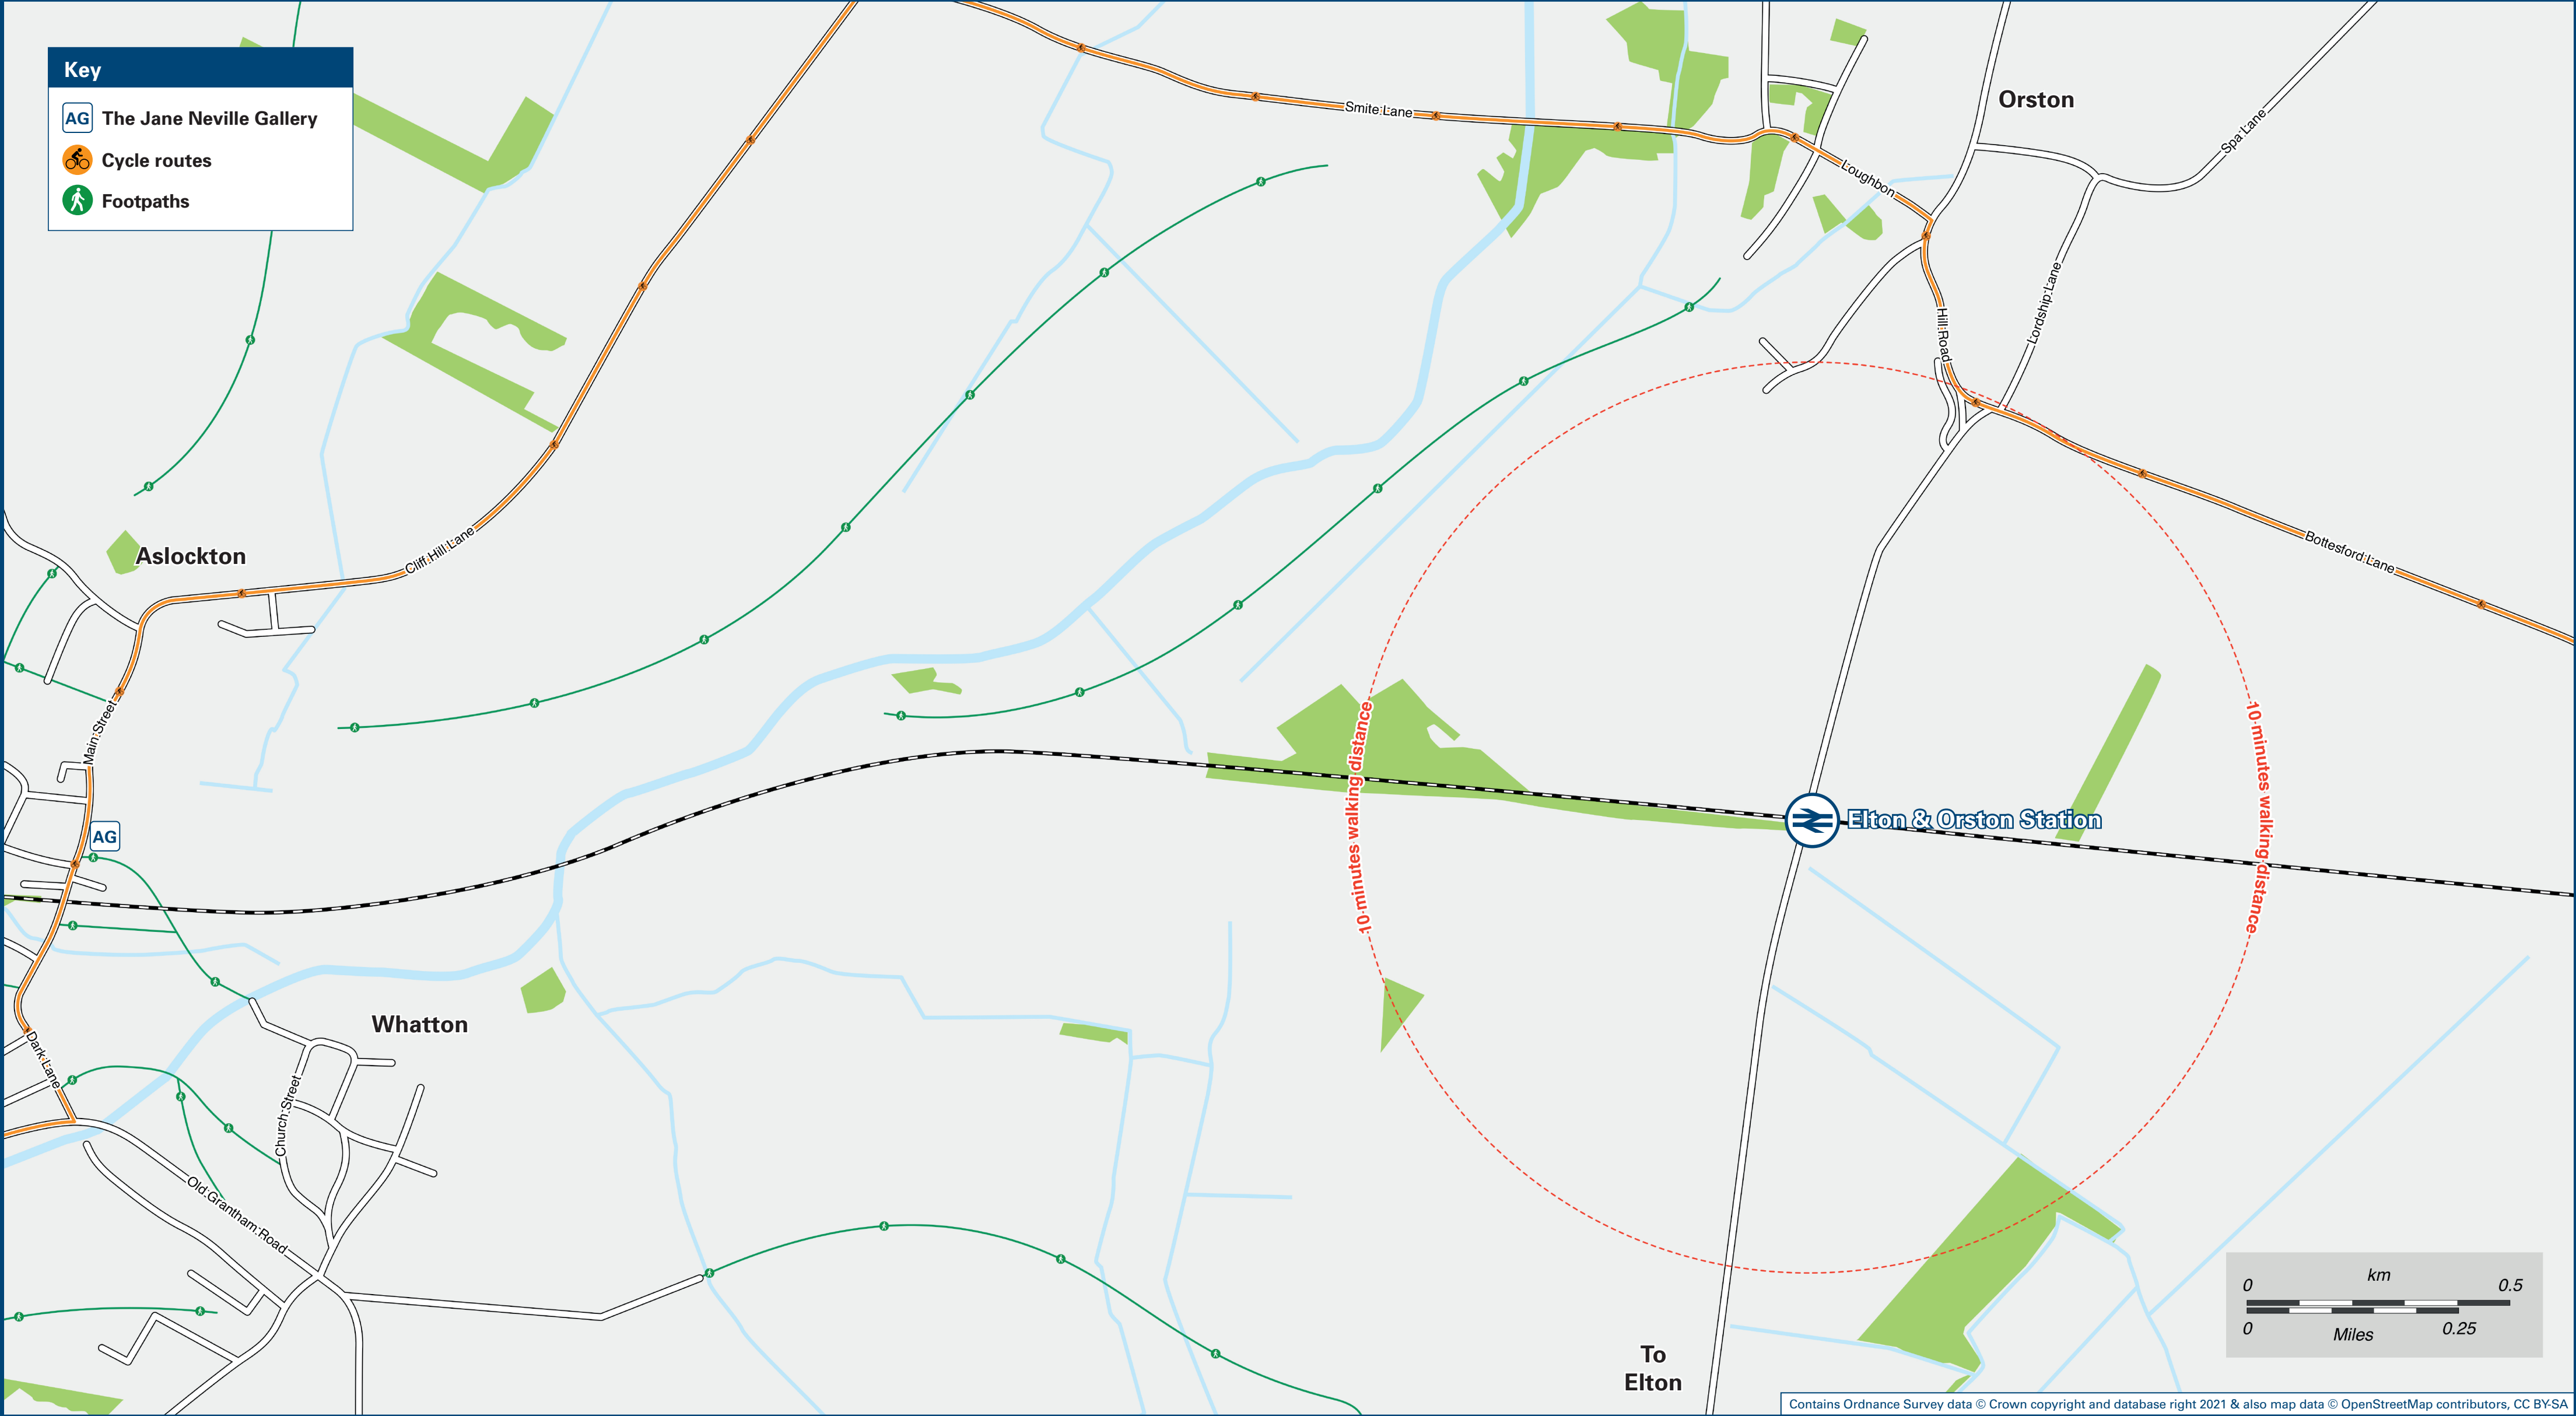 Key
AG The Jane Neville Gallery
Cycle routes
Footpaths
Smite Lane
Orston
Spa Lane
Loughbon
Lordship Lane
Hill Road
Aslockton
Cliff Hill Lane
Bottesford Lane
Main Street
10 minutes walking distance
10 minutes walking distance
AG
Elton & Orston Station
Whatton
Dark Lane
Church Street
Old Grantham Road
To
Elton
km
0 0.5
0 Miles 0.25
Contains Ordnance Survey data © Crown copyright and database right 2021 & also map data © OpenStreetMap contributors, CC BY-SA